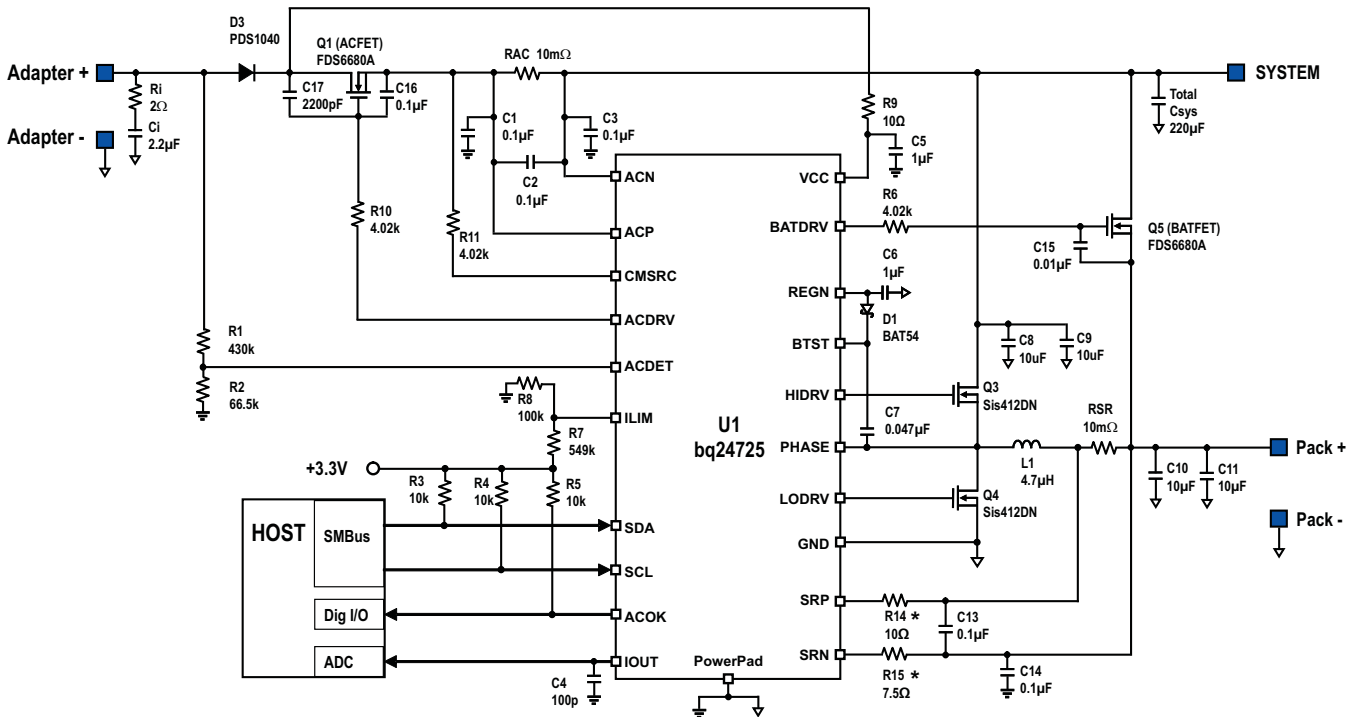 D3
PDS1040
Q1 (ACFET)
FDS6680A
RAC 10mΩ
Adapter +
SYSTEM
Ri
2Ω
Ci
2.2µF
C17
2200pF
C16
0.1µF
R9
10Ω
Total
Csys
220µF
Adapter -
C1
0.1µF
C3
0.1µF
C5
1µF
C2
0.1µF
ACN
VCC
R10
4.02k
R11
4.02k
ACP
BATDRV
R6
4.02k
Q5 (BATFET)
FDS6680A
C15
0.01µF
CMSRC
C6
1µF
REGN
D1
BAT54
ACDRV
R1
430k
BTST
C8
10uF
C9
10uF
ACDET
R2
66.5k
R8
100k
HIDRV
Q3
Sis412DN
ILIM
U1
bq24725
C7
0.047µF
RSR
10mΩ
R7
549k
PHASE
L1
4.7µH
Pack +
C10
10µF
C11
10µF
+3.3V
R3
10k
R4
10k
R5
10k
LODRV
Q4
Sis412DN
HOST
SMBus
SDA
GND
Pack -
SCL
SRP
R14 *
10Ω
C13
0.1µF
Dig I/O
ACOK
SRN
R15 *
7.5Ω
C14
0.1µF
ADC
IOUT
C4
100p
PowerPad